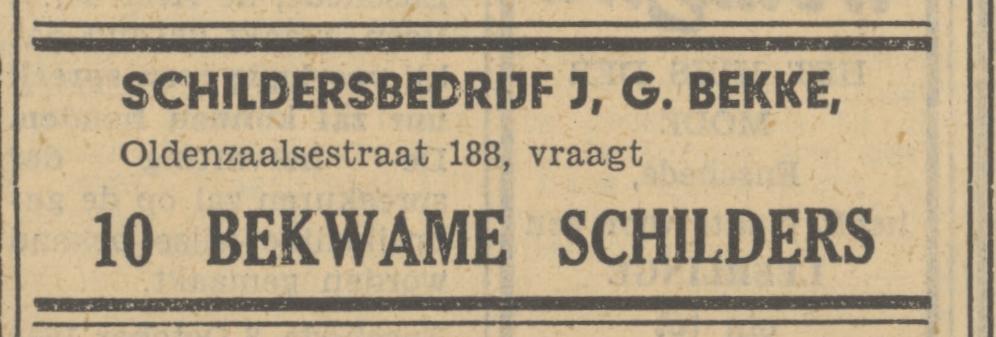 SCHILDERSBEDRIJF J, G. BEKKE,
Oldenzaalsestraat 188, vraagt
10 BEKWAME SCHILDERS